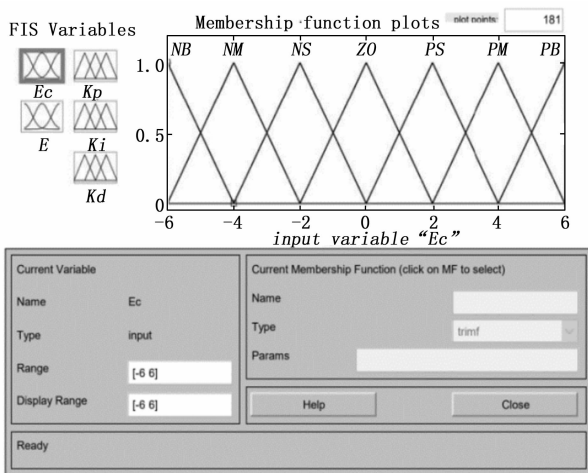 FIS Variables
Membership function plots
plot points:
181
Ec Kp
E Ki
Kd
NB NM NS ZO PS PM PB
1.0
0.5
0
-6 -4 -2 0 2 4 6
input variable “Ec”
Current Variable
Name Ec
Type input
Range [-6 6]
Display Range [-6 6]
Current Membership Function (click on MF to select)
Name
Type trimf
Params
Help Close
Ready